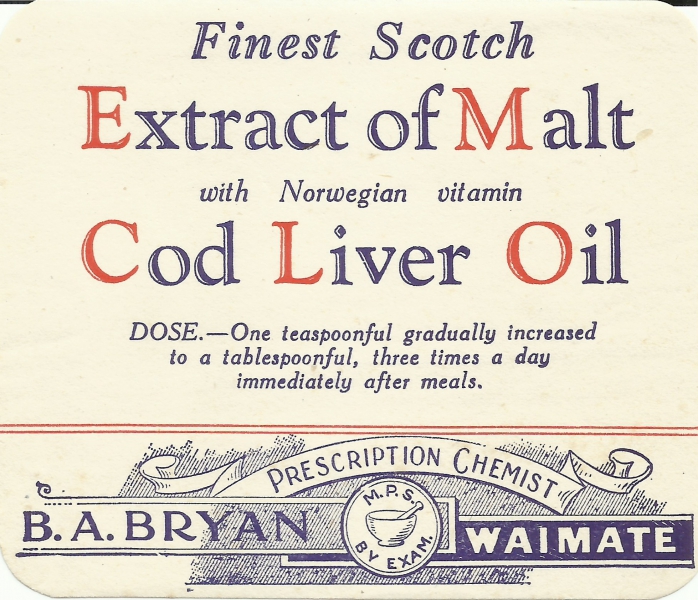 Finest Scotch
Extract of Malt
with Norwegian vitamin
Cod Liver Oil
DOSE.—One teaspoonful gradually increased
to a tablespoonful, three times a day
immediately after meals.
PRESCRIPTION CHEMIST
M.P.S.
BY EXAM.
B. A. BRYAN
WAIMATE